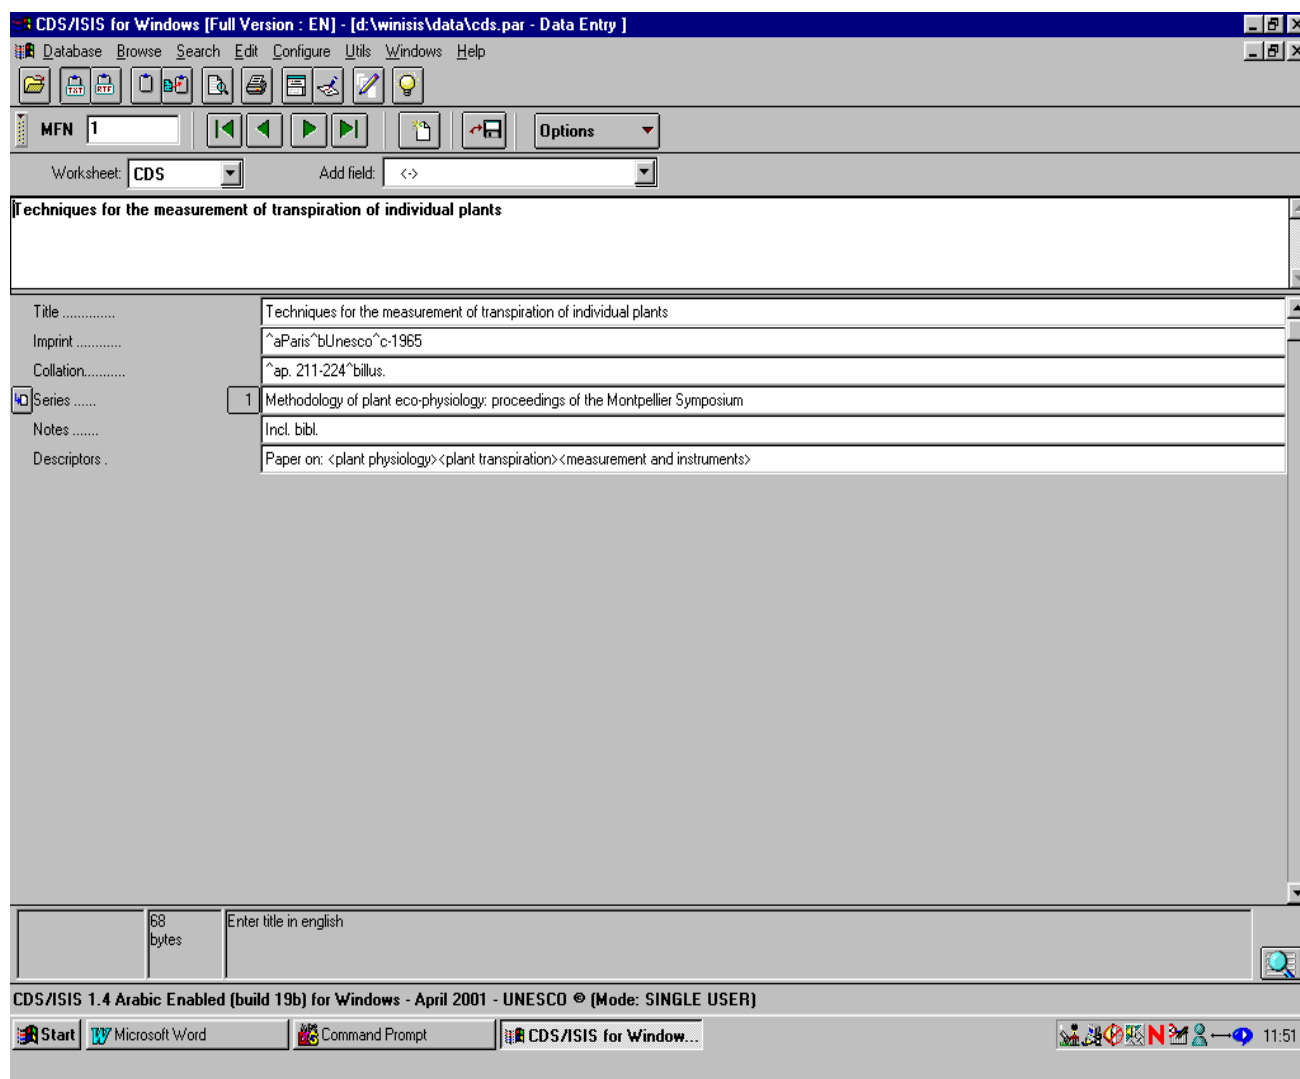 CDS/ISIS for Windows [Full Version : EN] - [d:\winisis\data\cds.par - Data Entry ]
Database Browse Search Edit Configure Utils Windows Help
TXT RTF
MFN 1 Options
Worksheet: CDS Add field: <->
Techniques for the measurement of transpiration of individual plants
Title .............. Techniques for the measurement of transpiration of individual plants
Imprint ............ ^aParis^bUnesco^c-1965
Collation........... ^ap. 211-224^billus.
Series ...... 1 Methodology of plant eco-physiology: proceedings of the Montpellier Symposium
Notes ....... Incl. bibl.
Descriptors . Paper on: <plant physiology><plant transpiration><measurement and instruments>
68 Enter title in english
bytes
CDS/ISIS 1.4 Arabic Enabled (build 19b) for Windows - April 2001 - UNESCO © (Mode: SINGLE USER)
Start Microsoft Word Command Prompt CDS/ISIS for Window... N 11:51